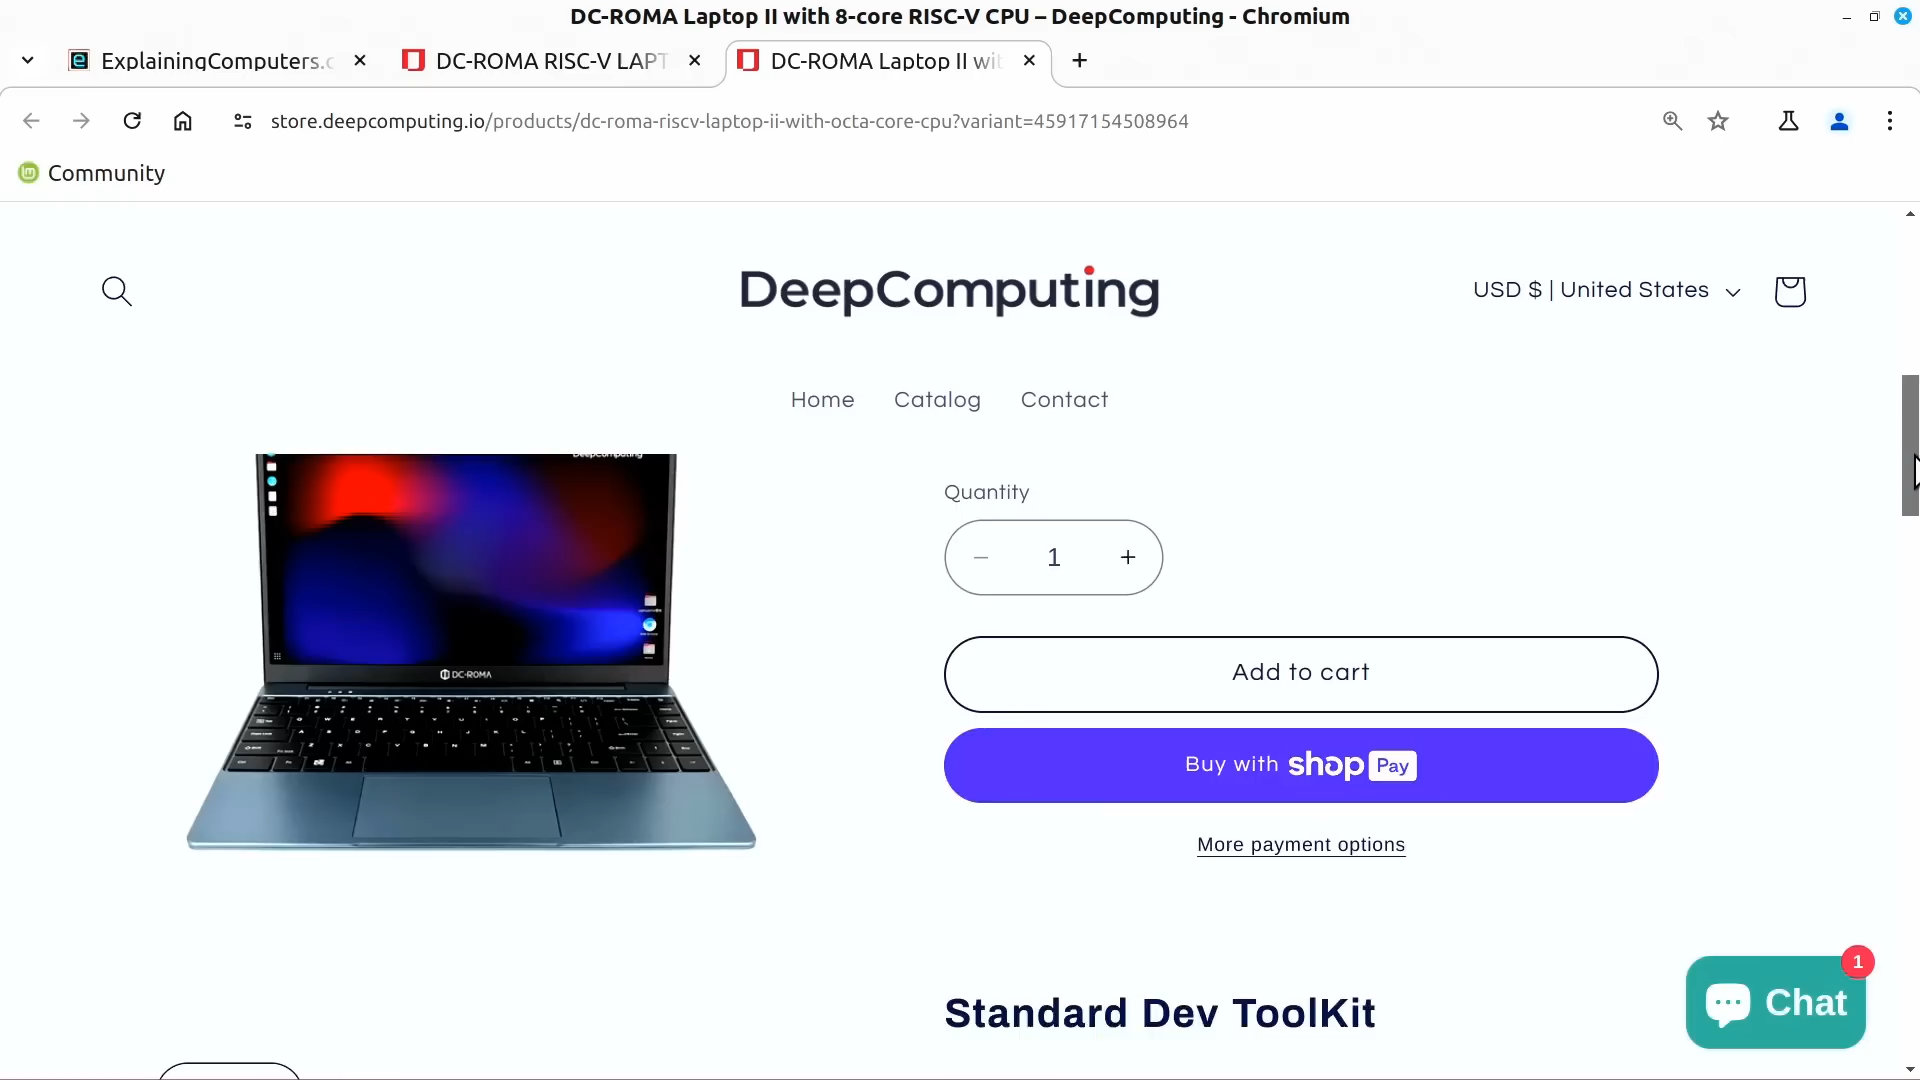 DC-ROMA Laptop II with 8-core RISC-V CPU – DeepComputing - Chromium
ExplainingComputers.c
DC-ROMA RISC-V LAPT
DC-ROMA Laptop II wit
store.deepcomputing.io/products/dc-roma-riscv-laptop-ii-with-octa-core-cpu?variant=45917154508964
Community
DeepComputing
USD $ | United States
Home Catalog Contact
DC-ROMA
Quantity
1
Add to cart
Buy with shop Pay
More payment options
Standard Dev ToolKit
1
Chat